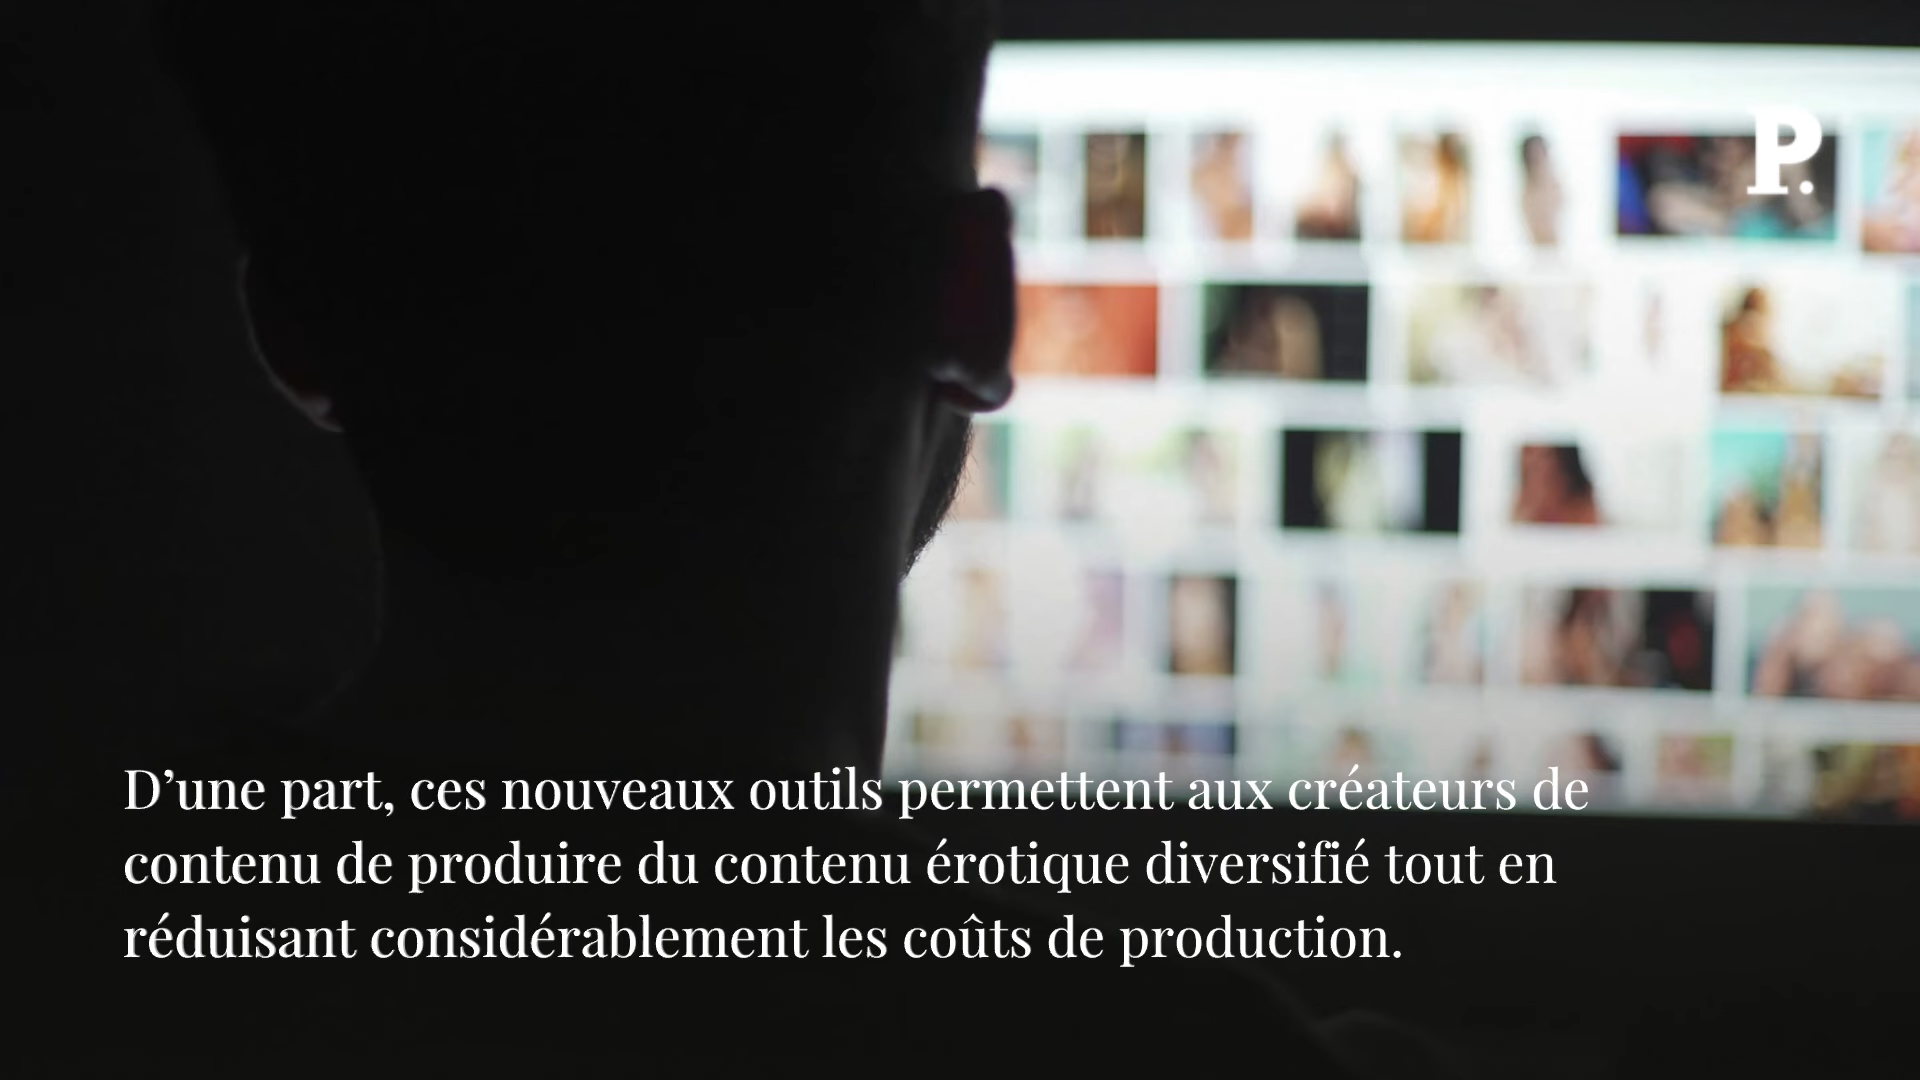 P.
D’une part, ces nouveaux outils permettent aux créateurs de
contenu de produire du contenu érotique diversifié tout en
réduisant considérablement les coûts de production.